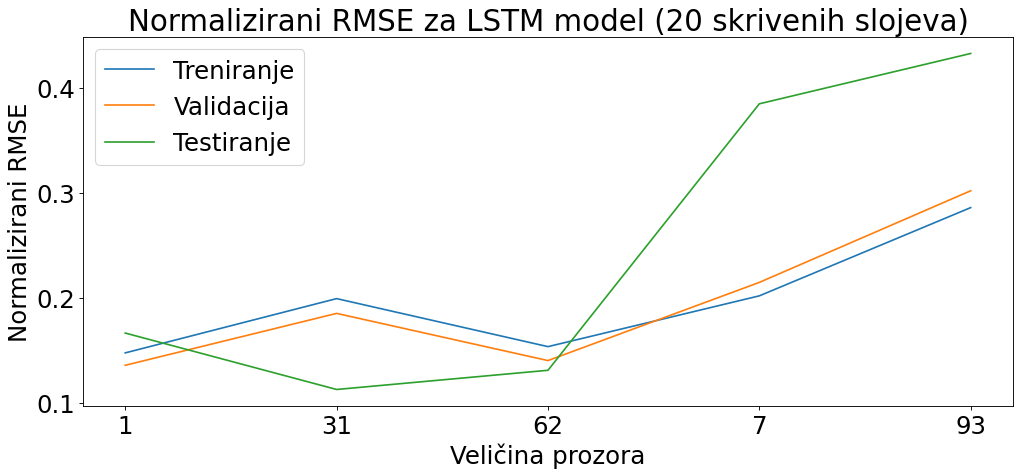 Normalizirani RMSE za LSTM model (20 skrivenih slojeva)
Treniranje
Validacija
Testiranje
Normalizirani RMSE
0.4
0.3
0.2
0.1
1 31 62 7 93
Veličina prozora